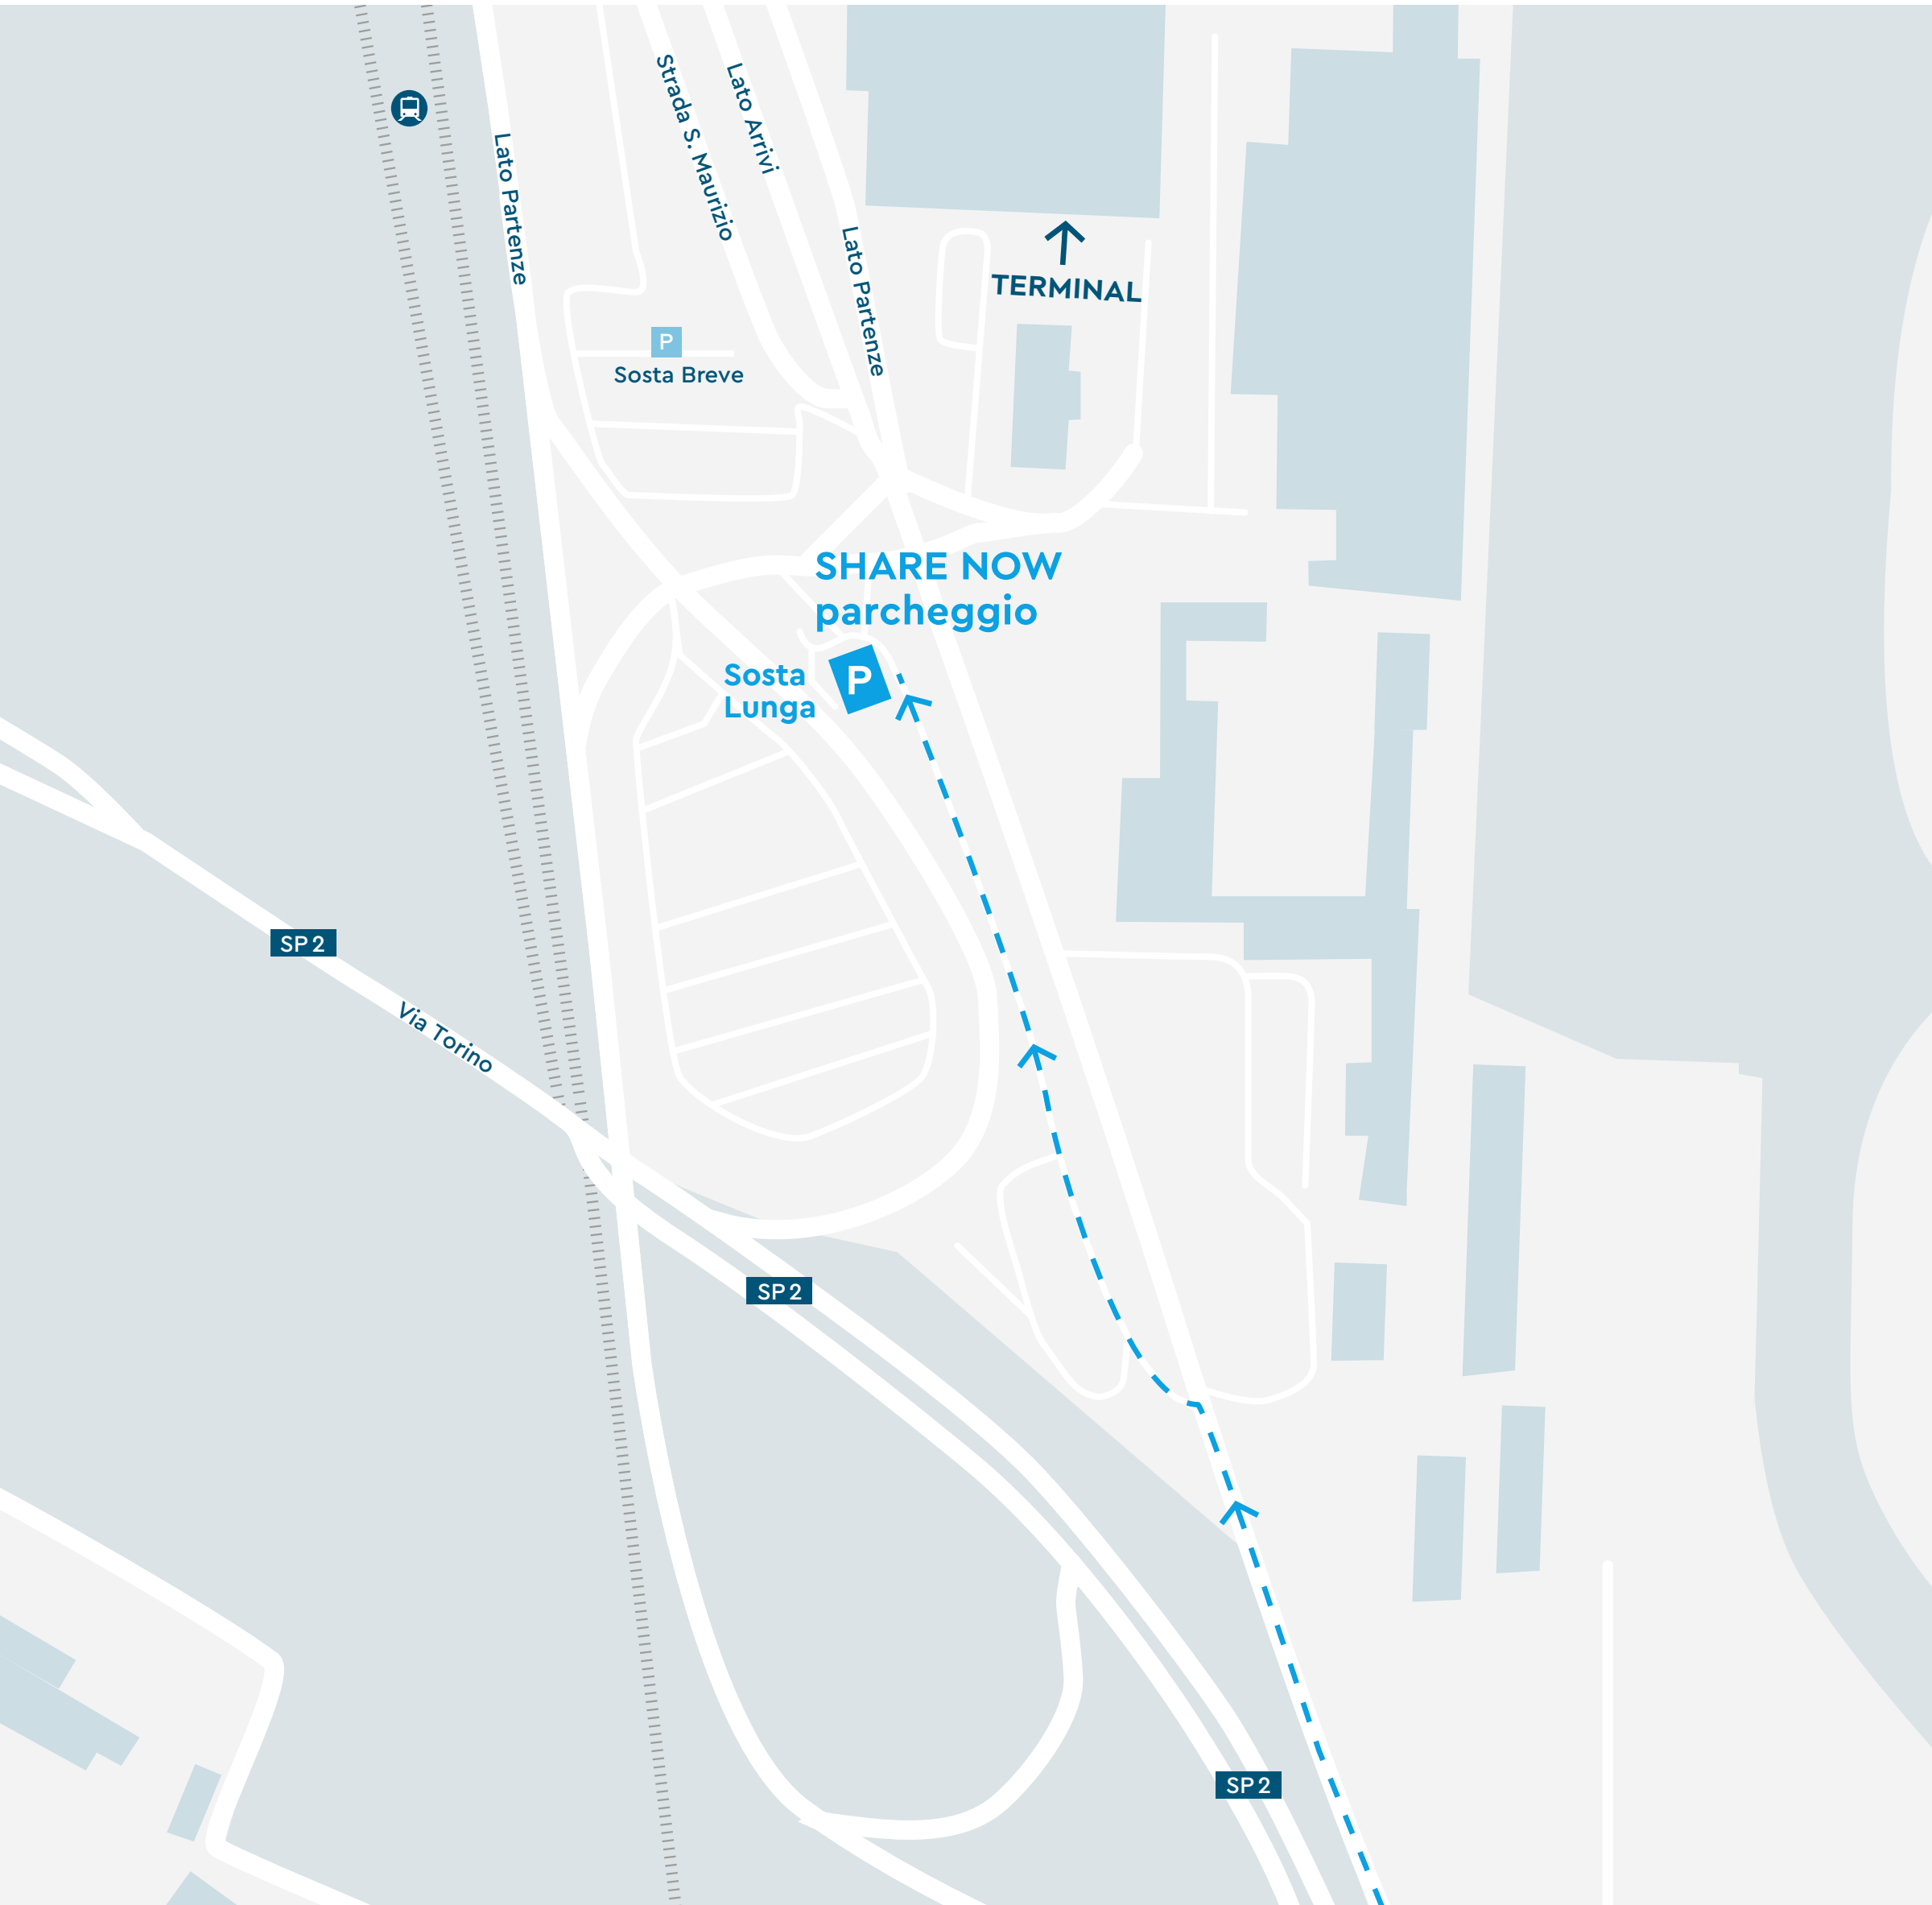 Strada S. Maurizio
Lato Arrivi
Lato Partenze
Lato Partenze
TERMINAL
P
Sosta Breve
SHARE NOW
parcheggio
Sosta
Lunga
P
SP 2
Via Torino
SP 2
SP 2